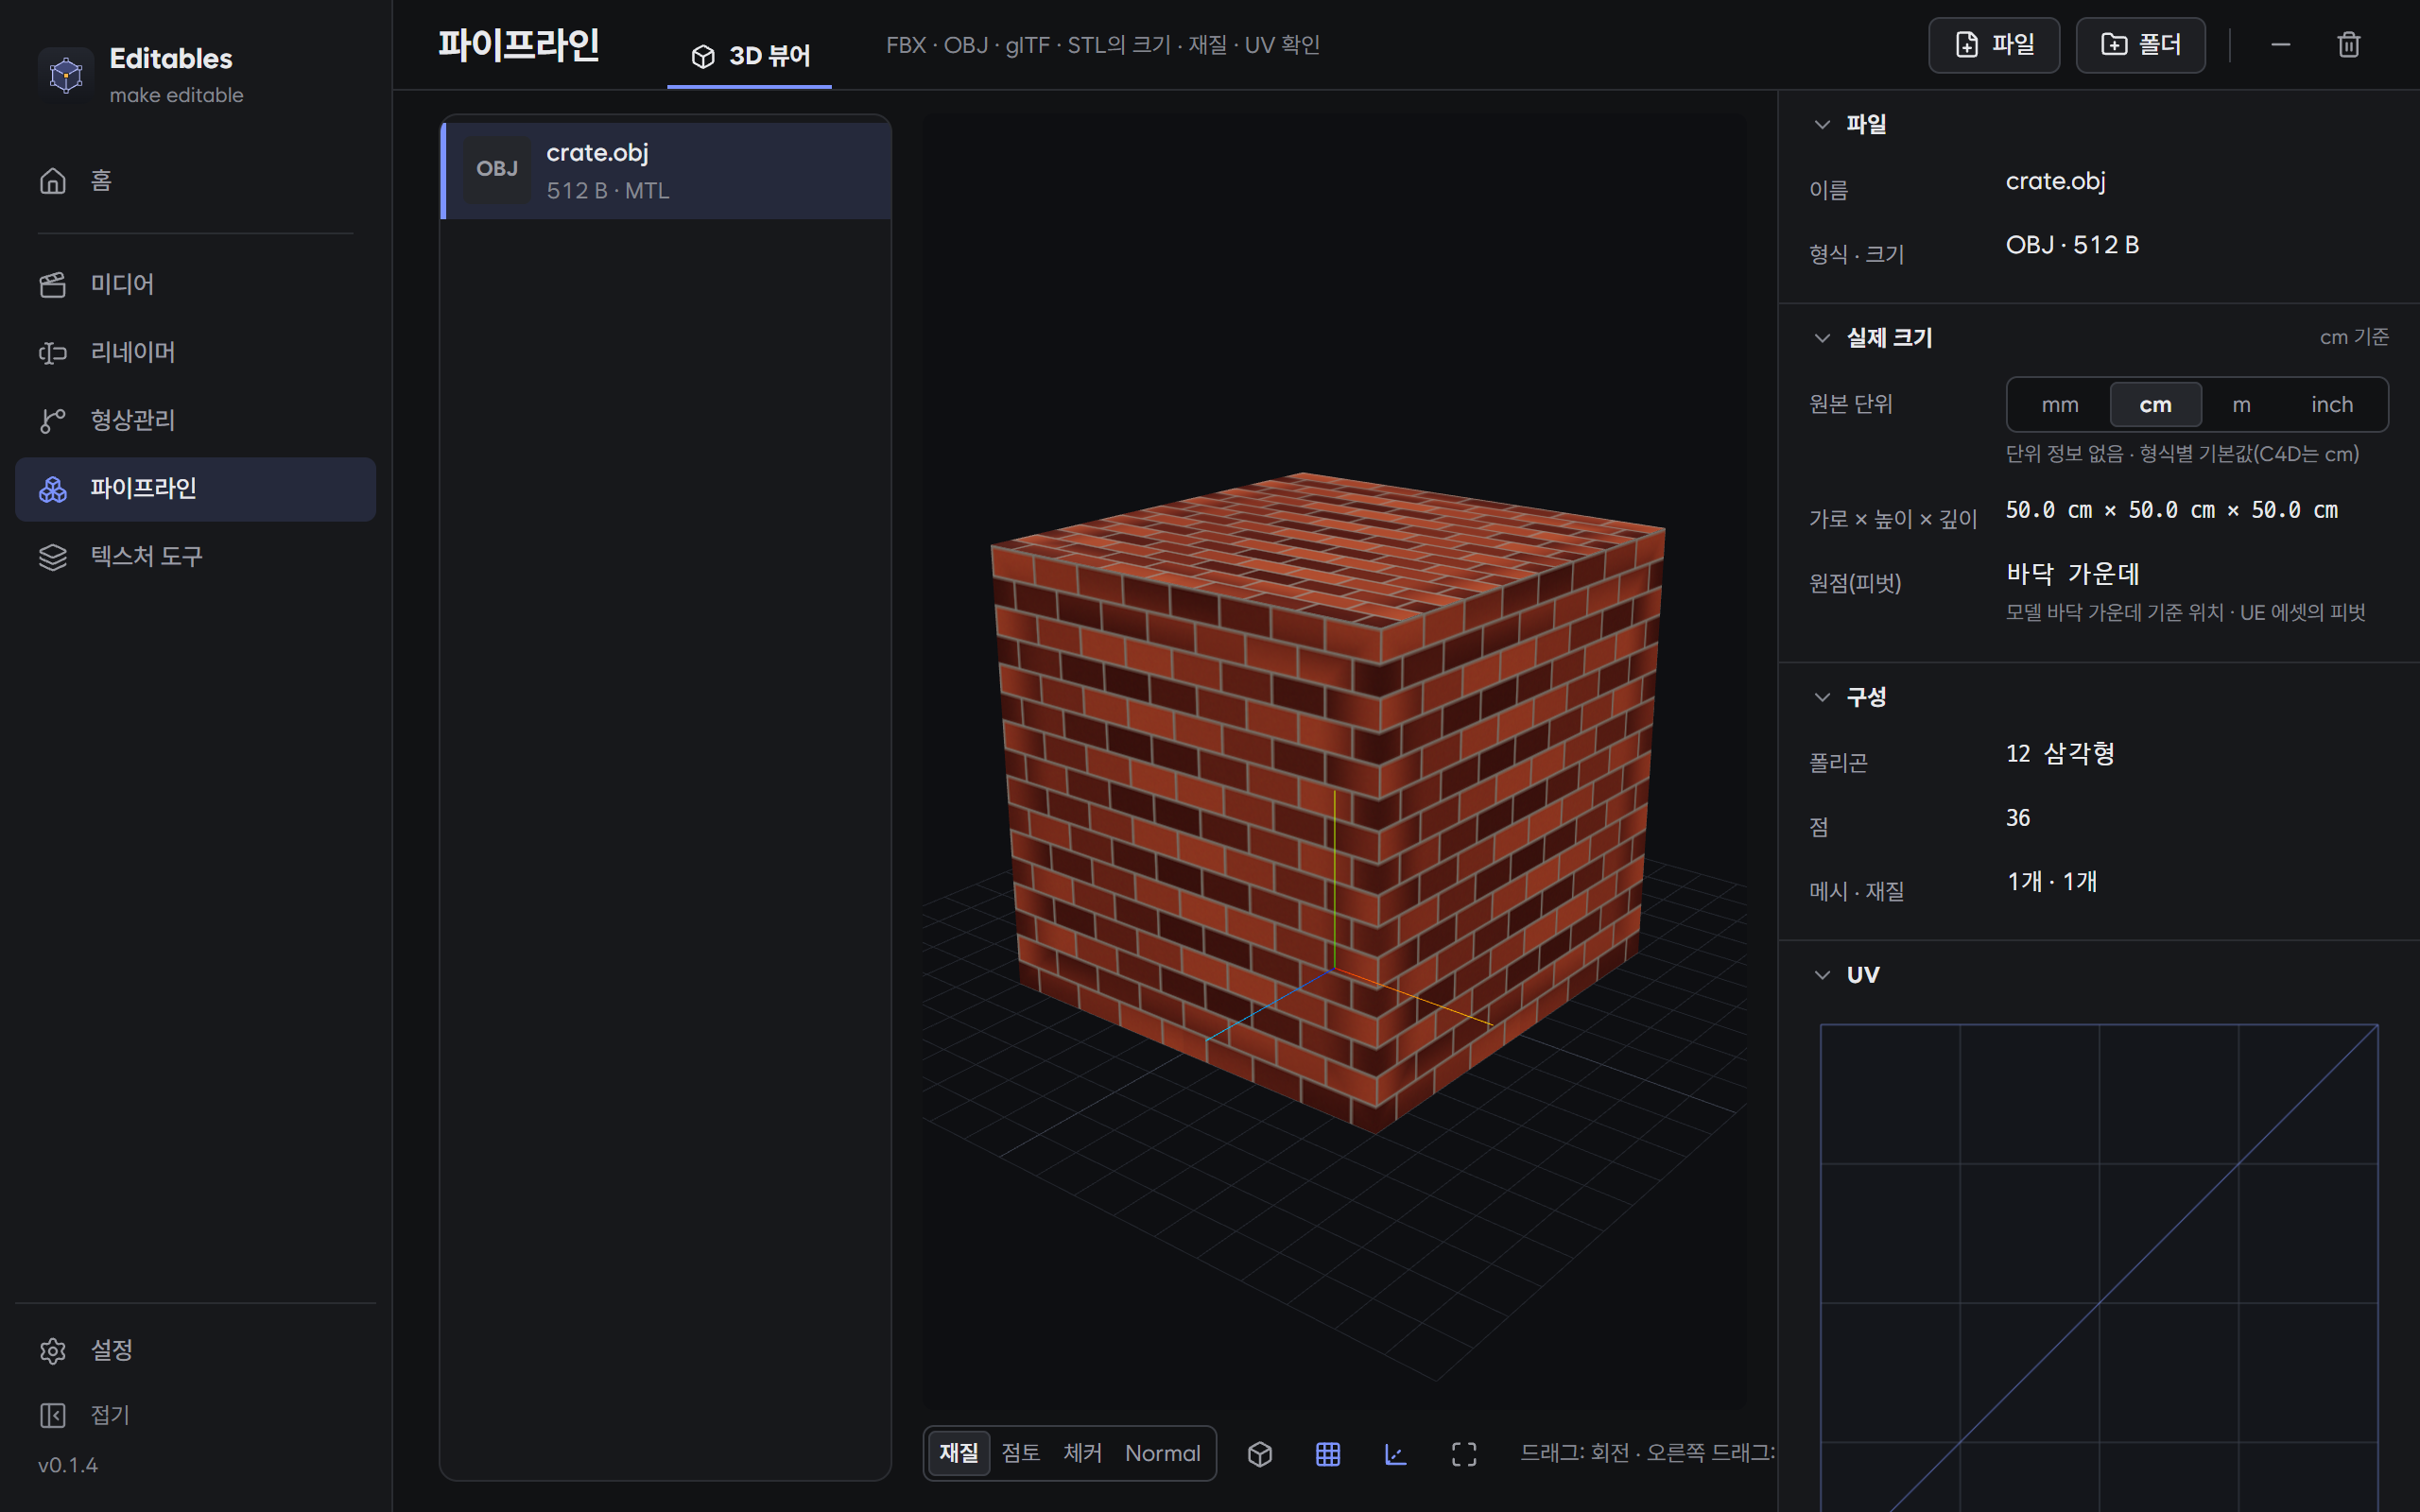 Editables
make editable
홈
미디어
리네이머
형상관리
파이프라인
텍스처 도구
설정
접기
v0.1.4
파이프라인
3D 뷰어
FBX · OBJ · glTF · STL의 크기 · 재질 · UV 확인
파일
폴더
OBJ
crate.obj
512 B · MTL
재질
점토
체커
Normal
드래그: 회전 · 오른쪽 드래그:
파일
이름
crate.obj
형식 · 크기
OBJ · 512 B
실제 크기
cm 기준
원본 단위
mm
cm
m
inch
단위 정보 없음 · 형식별 기본값(C4D는 cm)
가로 × 높이 × 깊이
50.0 cm × 50.0 cm × 50.0 cm
원점(피벗)
바닥 가운데
모델 바닥 가운데 기준 위치 · UE 에셋의 피벗
구성
폴리곤
12 삼각형
점
36
메시 · 재질
1개 · 1개
UV